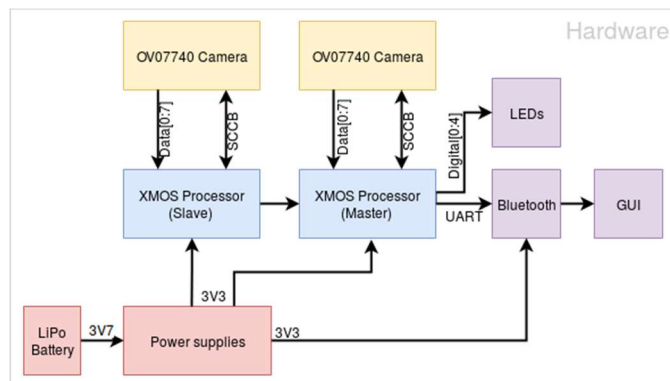 Hardware
OV07740 Camera
OV07740 Camera
Data[0:7]
SCCB
Data[0:7]
SCCB
Digital[0:4]
LEDs
XMOS Processor
(Slave)
XMOS Processor
(Master)
UART
Bluetooth
GUI
3V3
LiPo
Battery
3V7
Power supplies
3V3